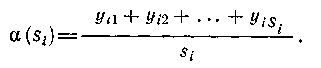 α(s_i) = (y_{i1} + y_{i2} + ... + y_{is_i}) / s_i .